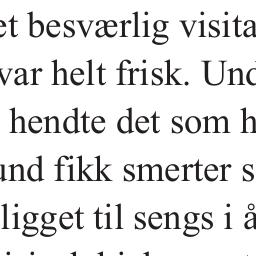 et besværlig visita
var helt frisk. Und
hendte det som h
und fikk smerter s
ligget til sengs i å